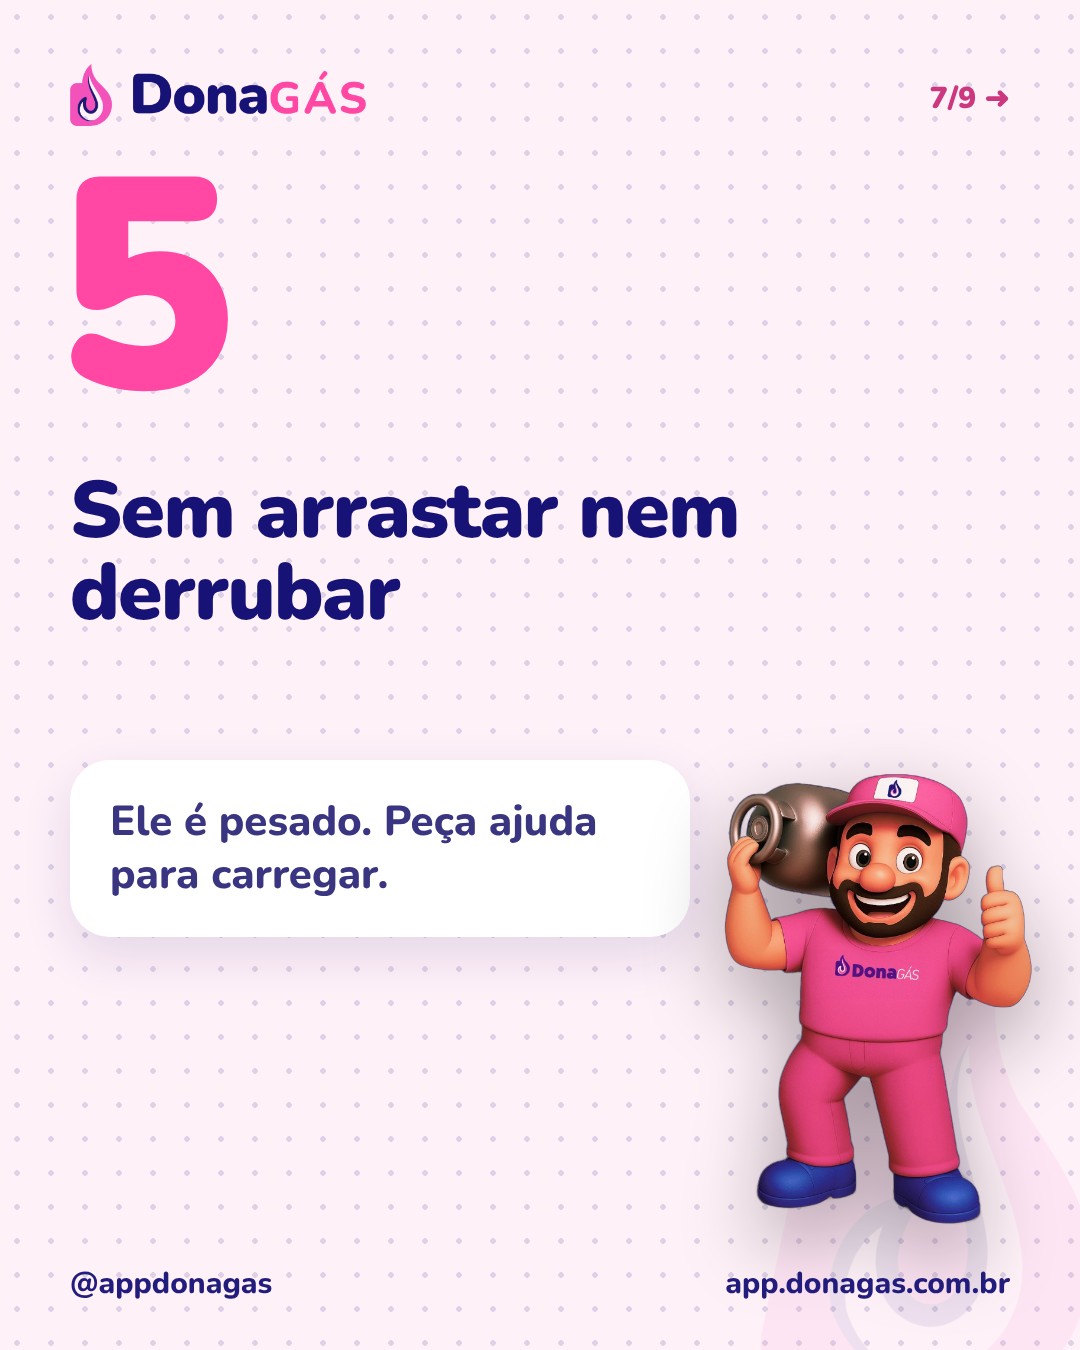 DonaGÁS
7/9 ➜
5
Sem arrastar nem
derrubar
Ele é pesado. Peça ajuda
para carregar.
DonaGÁS
@appdonagas
app.donagas.com.br